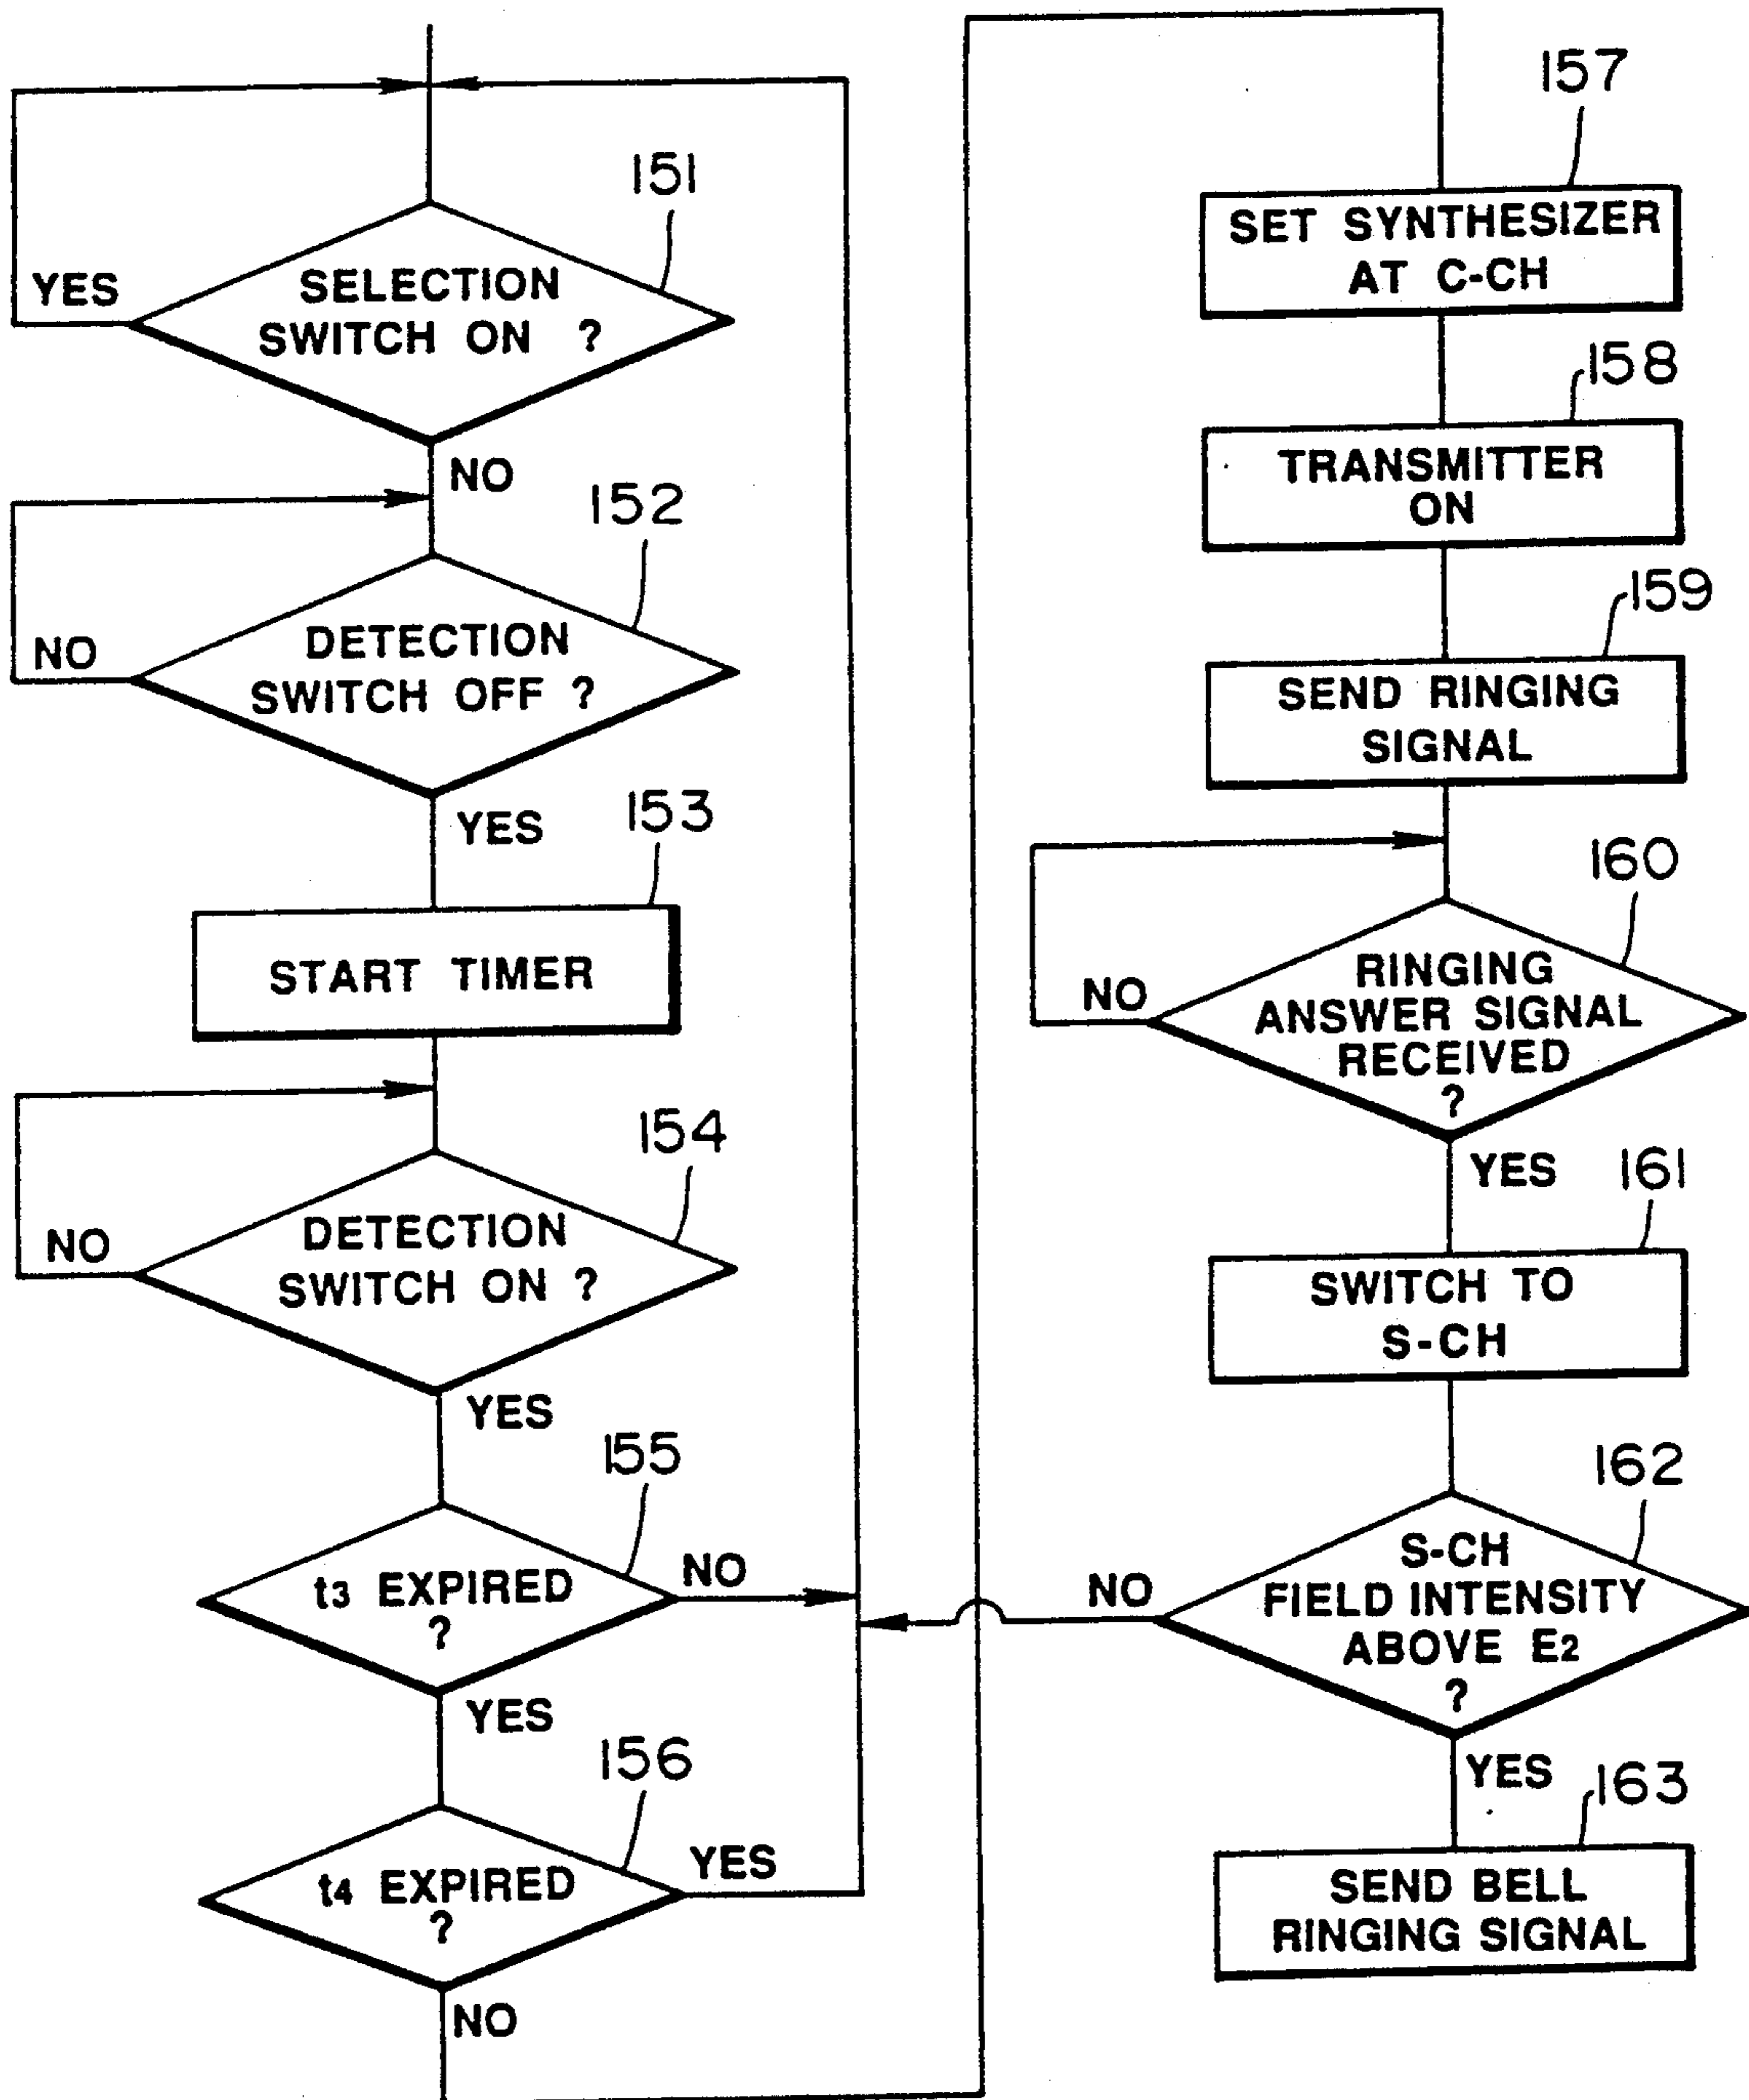 151
SELECTION
SWITCH ON ?
YES
NO
152
DETECTION
SWITCH OFF ?
NO
YES
153
START TIMER
154
DETECTION
SWITCH ON ?
NO
YES
155
t3 EXPIRED
?
NO
YES
156
t4 EXPIRED
?
YES
NO
157
SET SYNTHESIZER
AT C-CH
158
TRANSMITTER
ON
159
SEND RINGING
SIGNAL
160
RINGING
ANSWER SIGNAL
RECEIVED
?
NO
YES
161
SWITCH TO
S-CH
162
S-CH
FIELD INTENSITY
ABOVE E2
?
NO
YES
163
SEND BELL
RINGING SIGNAL